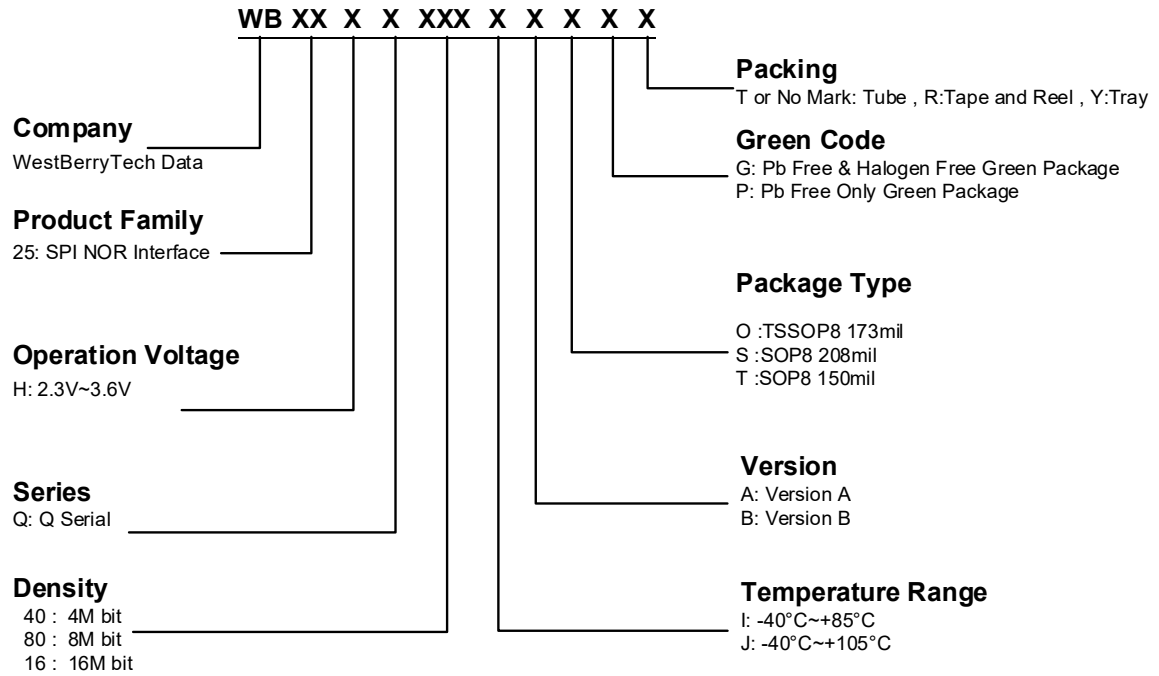 WB XX X X XXX X X X X X
Company
WestBerryTech Data
Product Family
25: SPI NOR Interface
Operation Voltage
H: 2.3V~3.6V
Series
Q: Q Serial
Density
40 : 4M bit
80 : 8M bit
16 : 16M bit
Packing
T or No Mark: Tube , R:Tape and Reel , Y:Tray
Green Code
G: Pb Free & Halogen Free Green Package
P: Pb Free Only Green Package
Package Type
O :TSSOP8 173mil
S :SOP8 208mil
T :SOP8 150mil
Version
A: Version A
B: Version B
Temperature Range
I: -40°C~+85°C
J: -40°C~+105°C